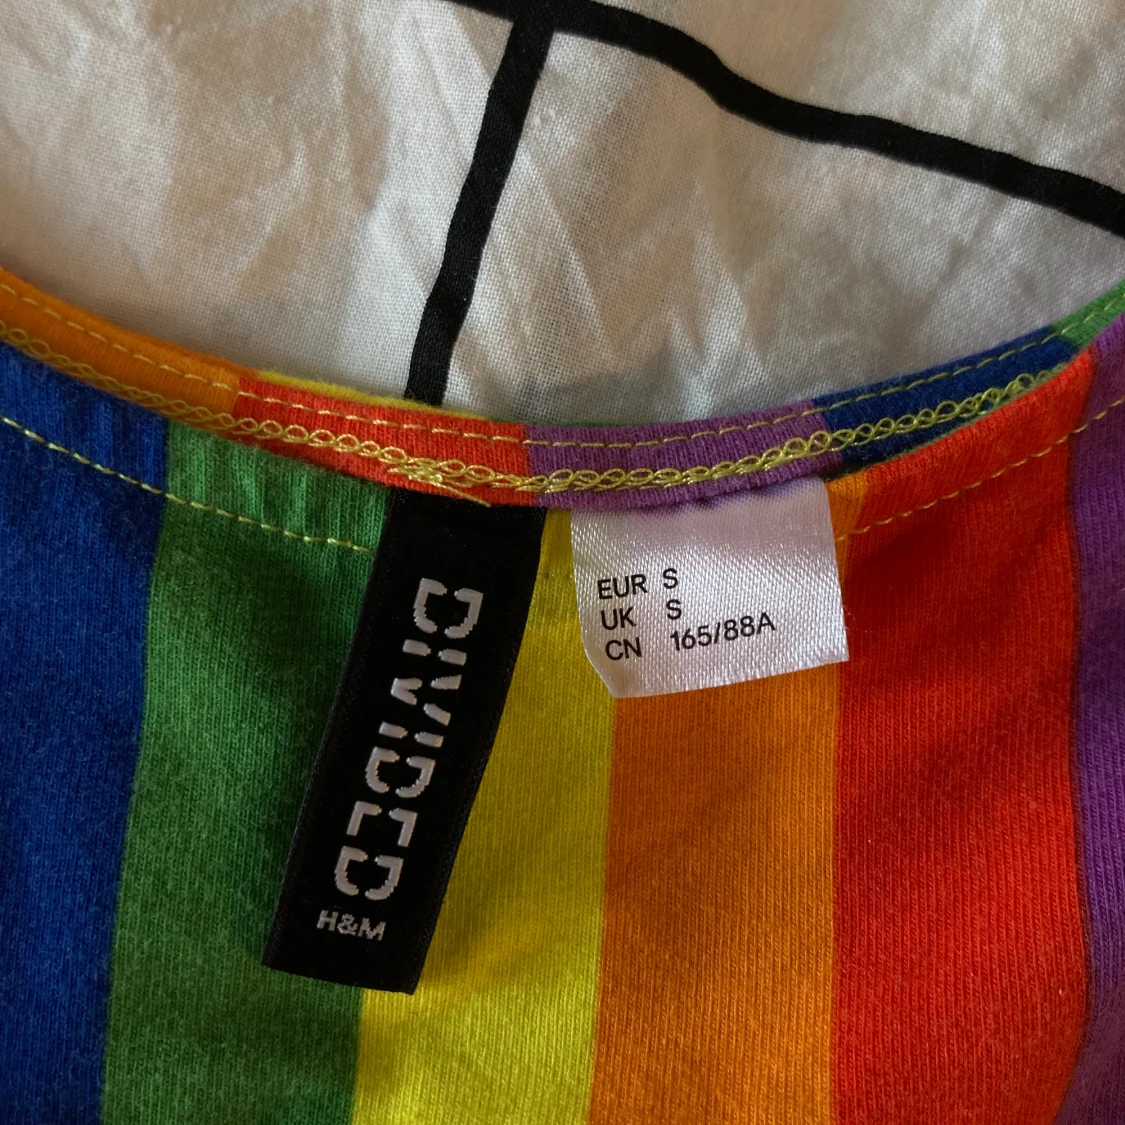 DIVIDED
H&M
EUR S
UK S
CN 165/88A